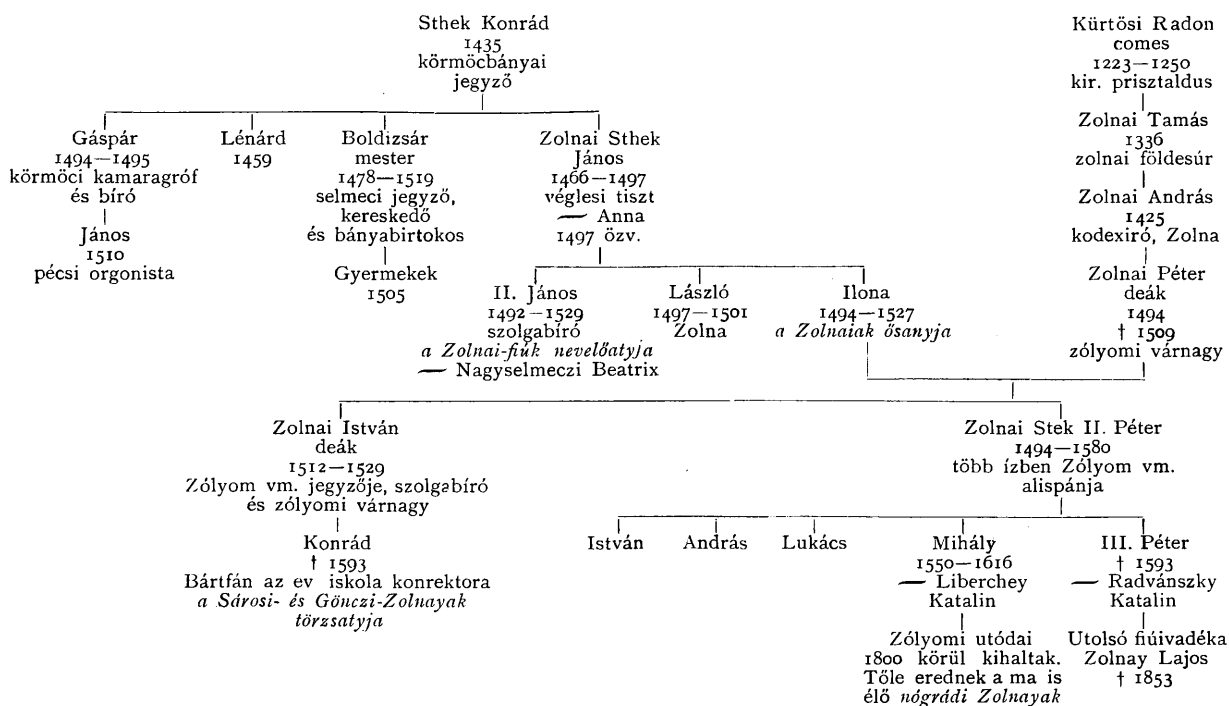 Sthek Konrád
1435
körmöcbányai
jegyző
Kürtösi Radon
comes
1223—1250
kir. prisztaldus
Gáspár
1494—1495
körmöci kamaragróf
és bíró
Lénárd
1459
Boldizsár
mester
1478—1519
selmeci jegyző,
kereskedő
és bányabirtokos
Zolnai Sthek
János
1466—1497
véglesi tiszt
— Anna
1497 özv.
Zolnai Tamás
1336
zolnai földesúr
Zolnai András
1425
kodexiró, Zolna
János
1510
pécsi orgonista
Gyermekek
1505
II. János
1492—1529
szolgabíró
a Zolnai-fiúk nevelőatyja
— Nagyselmeczi Beatrix
László
1497—1501
Zolna
Ilona
1494—1527
a Zolnaiak ősanyja
Zolnai Péter
deák
1494
† 1509
zólyomi várnagy
Zolnai István
deák
1512—1529
Zólyom vm. jegyzője, szolgabíró
és zólyomi várnagy
Zolnai Stek II. Péter
1494—1580
több ízben Zólyom vm.
alispánja
Konrád
† 1593
Bártfán az ev iskola konrektora
a Sárosi- és Gönczi-Zolnayak
törzsatyja
István
András
Lukács
Mihály
1550—1616
— Liberchey
Katalin
III. Péter
† 1593
— Radvánszky
Katalin
Zólyomi utódai
1800 körül kihaltak.
Tőle erednek a ma is
élő nógrádi Zolnayak
Utolsó fiúivadéka
Zolnay Lajos
† 1853